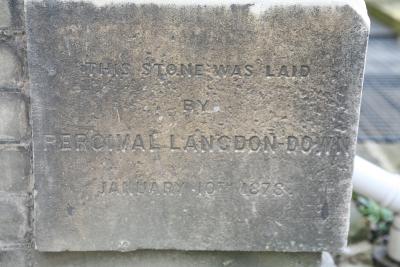 THIS STONE WAS LAID
BY
PERCIVAL LANGDON-DOWN
JANUARY 10TH 1878.